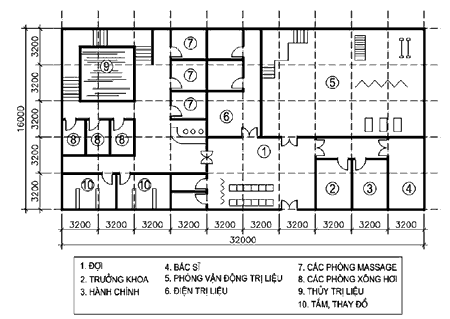 3200
3200
3200
3200
3200
16000
9
7
7
7
6
5
8
8
8
1
10
10
2
3
4
3200 3200 3200 3200 3200 3200 3200 3200 3200 3200
32000
1. ĐỢI
2. TRƯỞNG KHOA
3. HÀNH CHÍNH
4. BÁC SĨ
5. PHÒNG VẬN ĐỘNG TRỊ LIỆU
6. ĐIỆN TRỊ LIỆU
7. CÁC PHÒNG MASSAGE
8. CÁC PHÒNG XÔNG HƠI
9. THỦY TRỊ LIỆU
10. TẮM, THAY ĐỒ